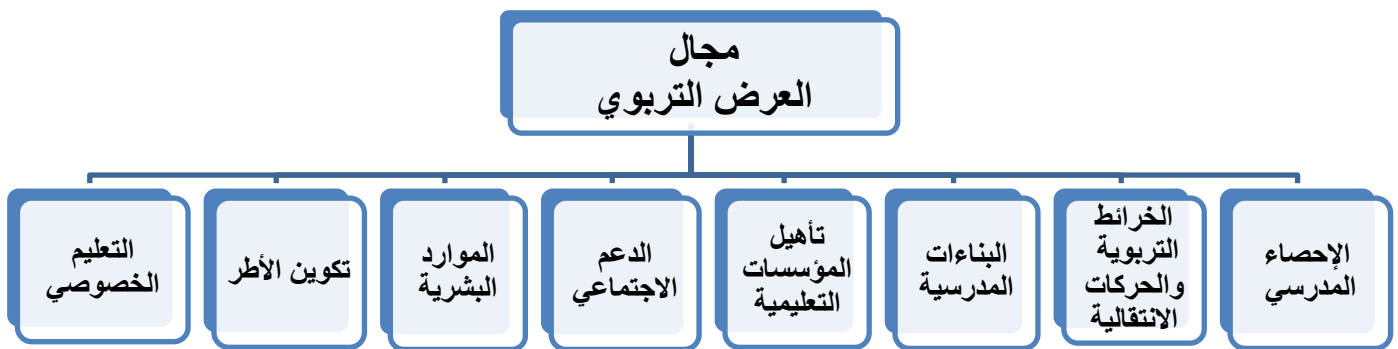 مجال
العرض التربوي
الإحصاء
المدرسي
الخرائط
التربوية
والحركات
الانتقالية
البناءات
المدرسية
تأهيل
المؤسسات
التعليمية
الدعم
الاجتماعي
الموارد
البشرية
تكوين الأطر
التعليم
الخصوصي